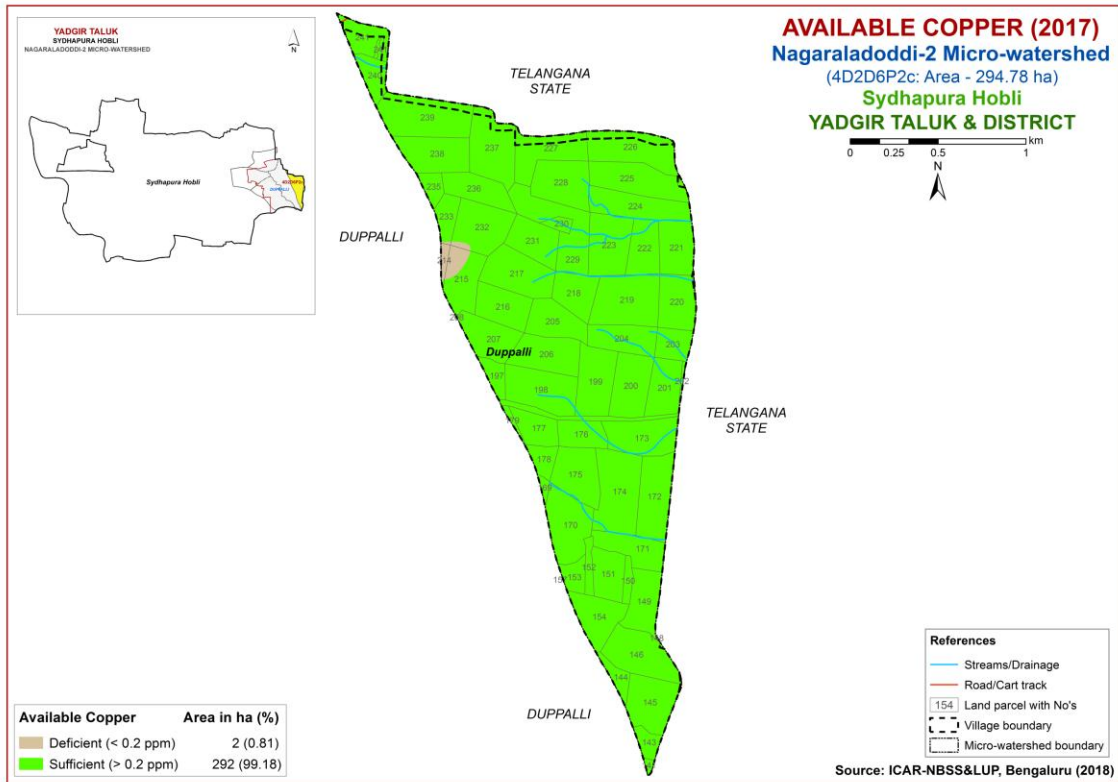 YADGIR TALUK
SYDHAPURA HOBLI
NAGARALADODDI-2 MICRO-WATERSHED
N
Sydhapura Hobli
DUPPALLI
AVAILABLE COPPER (2017)
Nagaraladoddi-2 Micro-watershed
(4D2D6P2c: Area - 294.78 ha)
Sydhapura Hobli
YADGIR TALUK & DISTRICT
km
0 0.25 0.5 1
N
TELANGANA
STATE
239
237
227
226
238
225
228
235
236
224
233
232
230
DUPPALLI
231
223
222
221
214
229
215
217
218
219
220
216
205
207
204
203
Duppalli
206
197
199
200
201
198
TELANGANA
STATE
177
176
173
178
175
174
172
170
171
152
153
151
150
149
154
146
144
145
DUPPALLI
143
Available Copper Area in ha (%)
Deficient (< 0.2 ppm) 2 (0.81)
Sufficient (> 0.2 ppm) 292 (99.18)
References
Streams/Drainage
Road/Cart track
154 Land parcel with No's
Village boundary
Micro-watershed boundary
Source: ICAR-NBSS&LUP, Bengaluru (2018)